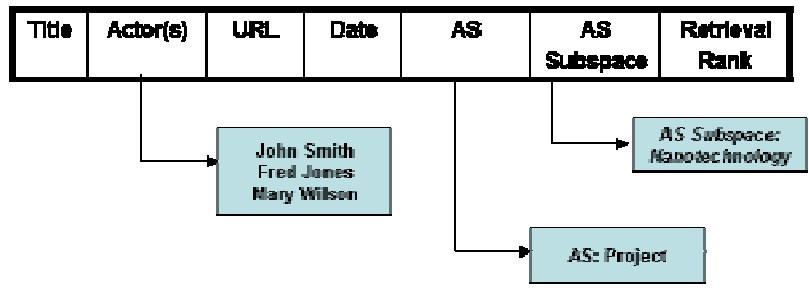 Title Actor(s) URL Date AS AS Subspace Retrieval Rank
John Smith
Fred Jones
Mary Wilson
AS Subspace:
Nanotechnology
AS: Project